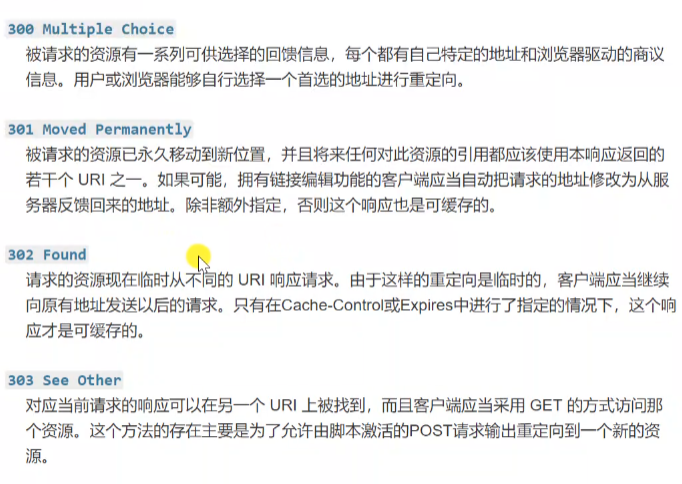 300 Multiple Choice
被请求的资源有一系列可供选择的回馈信息，每个都有自己特定的地址和浏览器驱动的商议
信息。用户或浏览器能够自行选择一个首选的地址进行重定向。
301 Moved Permanently
被请求的资源已永久移动到新位置，并且将来任何对此资源的引用都应该使用本响应返回的
若干个 URI 之一。如果可能，拥有链接编辑功能的客户端应当自动把请求的地址修改为从服
务器反馈回来的地址。除非额外指定，否则这个响应也是可缓存的。
302 Found
请求的资源现在临时从不同的 URI 响应请求。由于这样的重定向是临时的，客户端应当继续
向原有地址发送以后的请求。只有在Cache-Control或Expires中进行了指定的情况下，这个响
应才是可缓存的。
303 See Other
对应当前请求的响应可以在另一个 URI 上被找到，而且客户端应当采用 GET 的方式访问那
个资源。这个方法的存在主要是为了允许由脚本激活的POST请求输出重定向到一个新的资
源。